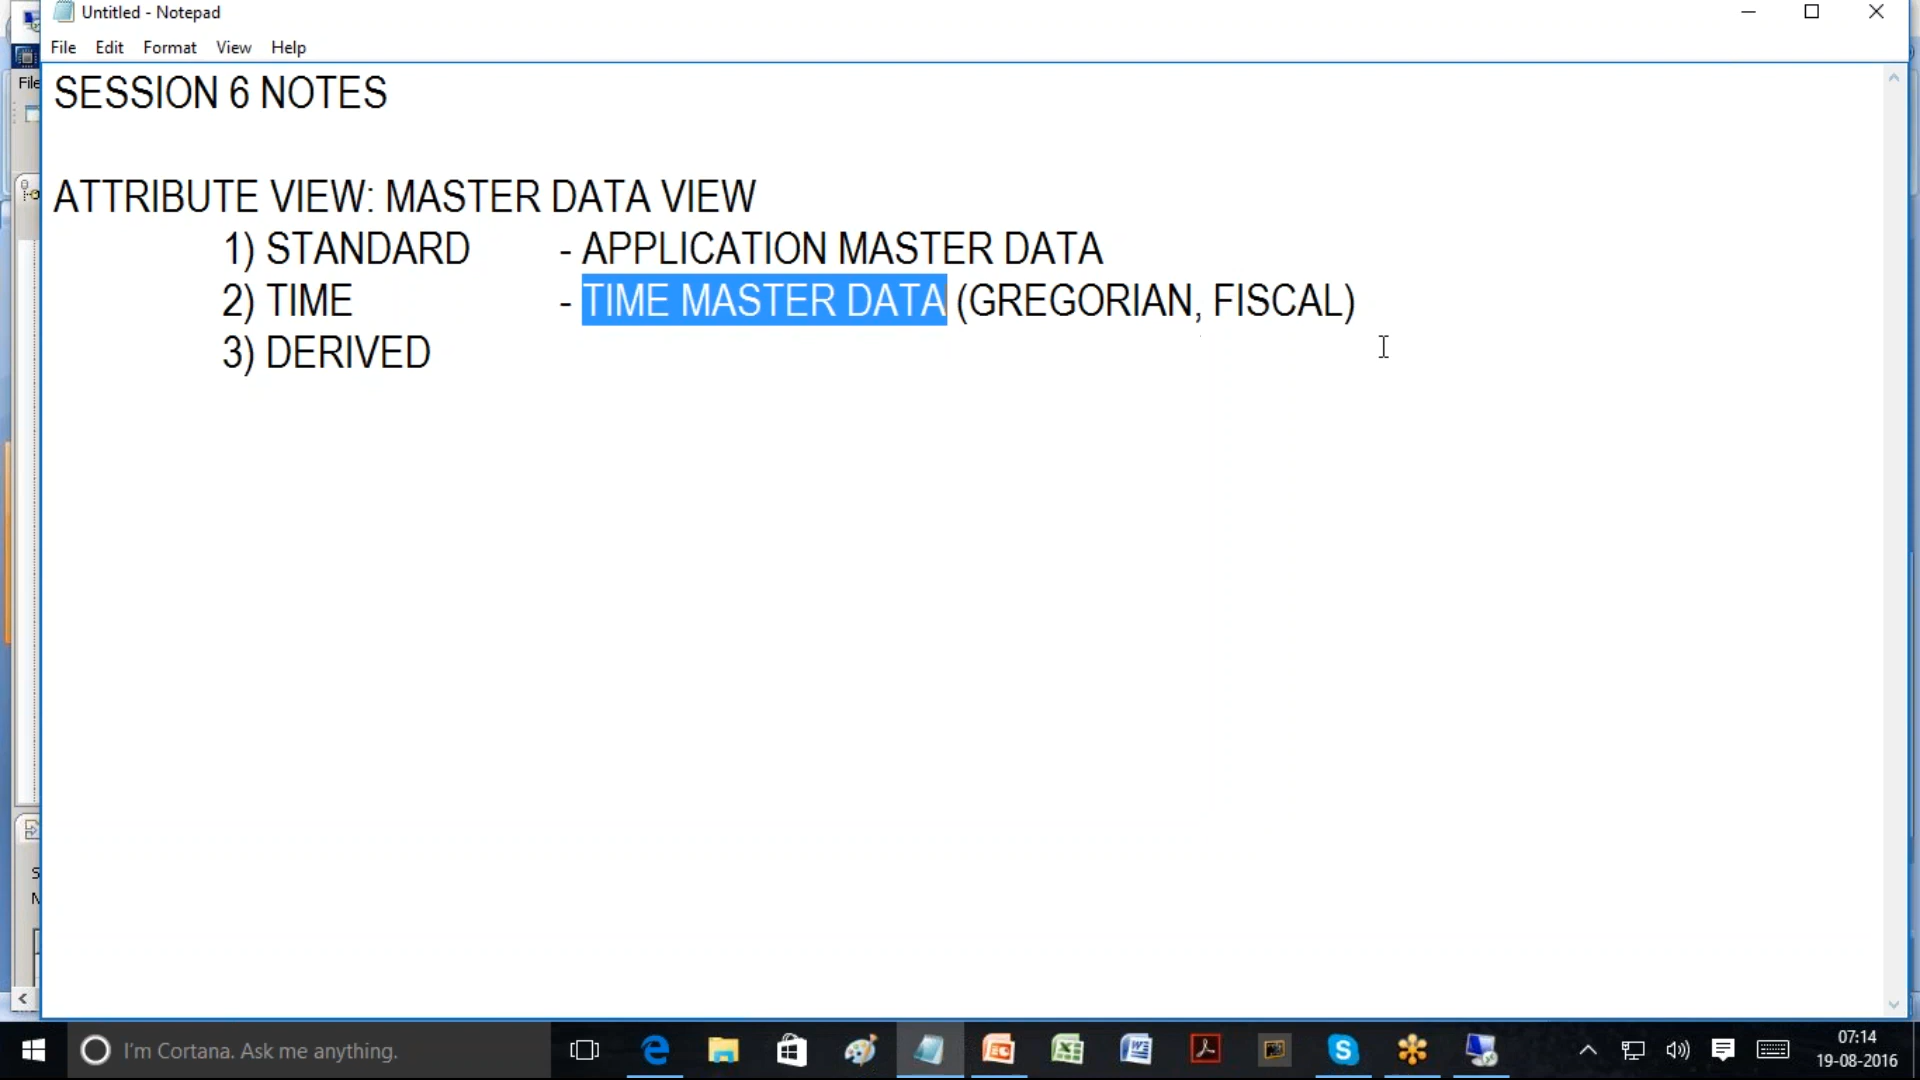 Untitled - Notepad
File Edit Format View Help
File
SESSION 6 NOTES
ATTRIBUTE VIEW: MASTER DATA VIEW
1) STANDARD - APPLICATION MASTER DATA
2) TIME - TIME MASTER DATA (GREGORIAN, FISCAL)
3) DERIVED
I'm Cortana. Ask me anything.
07:14
19-08-2016